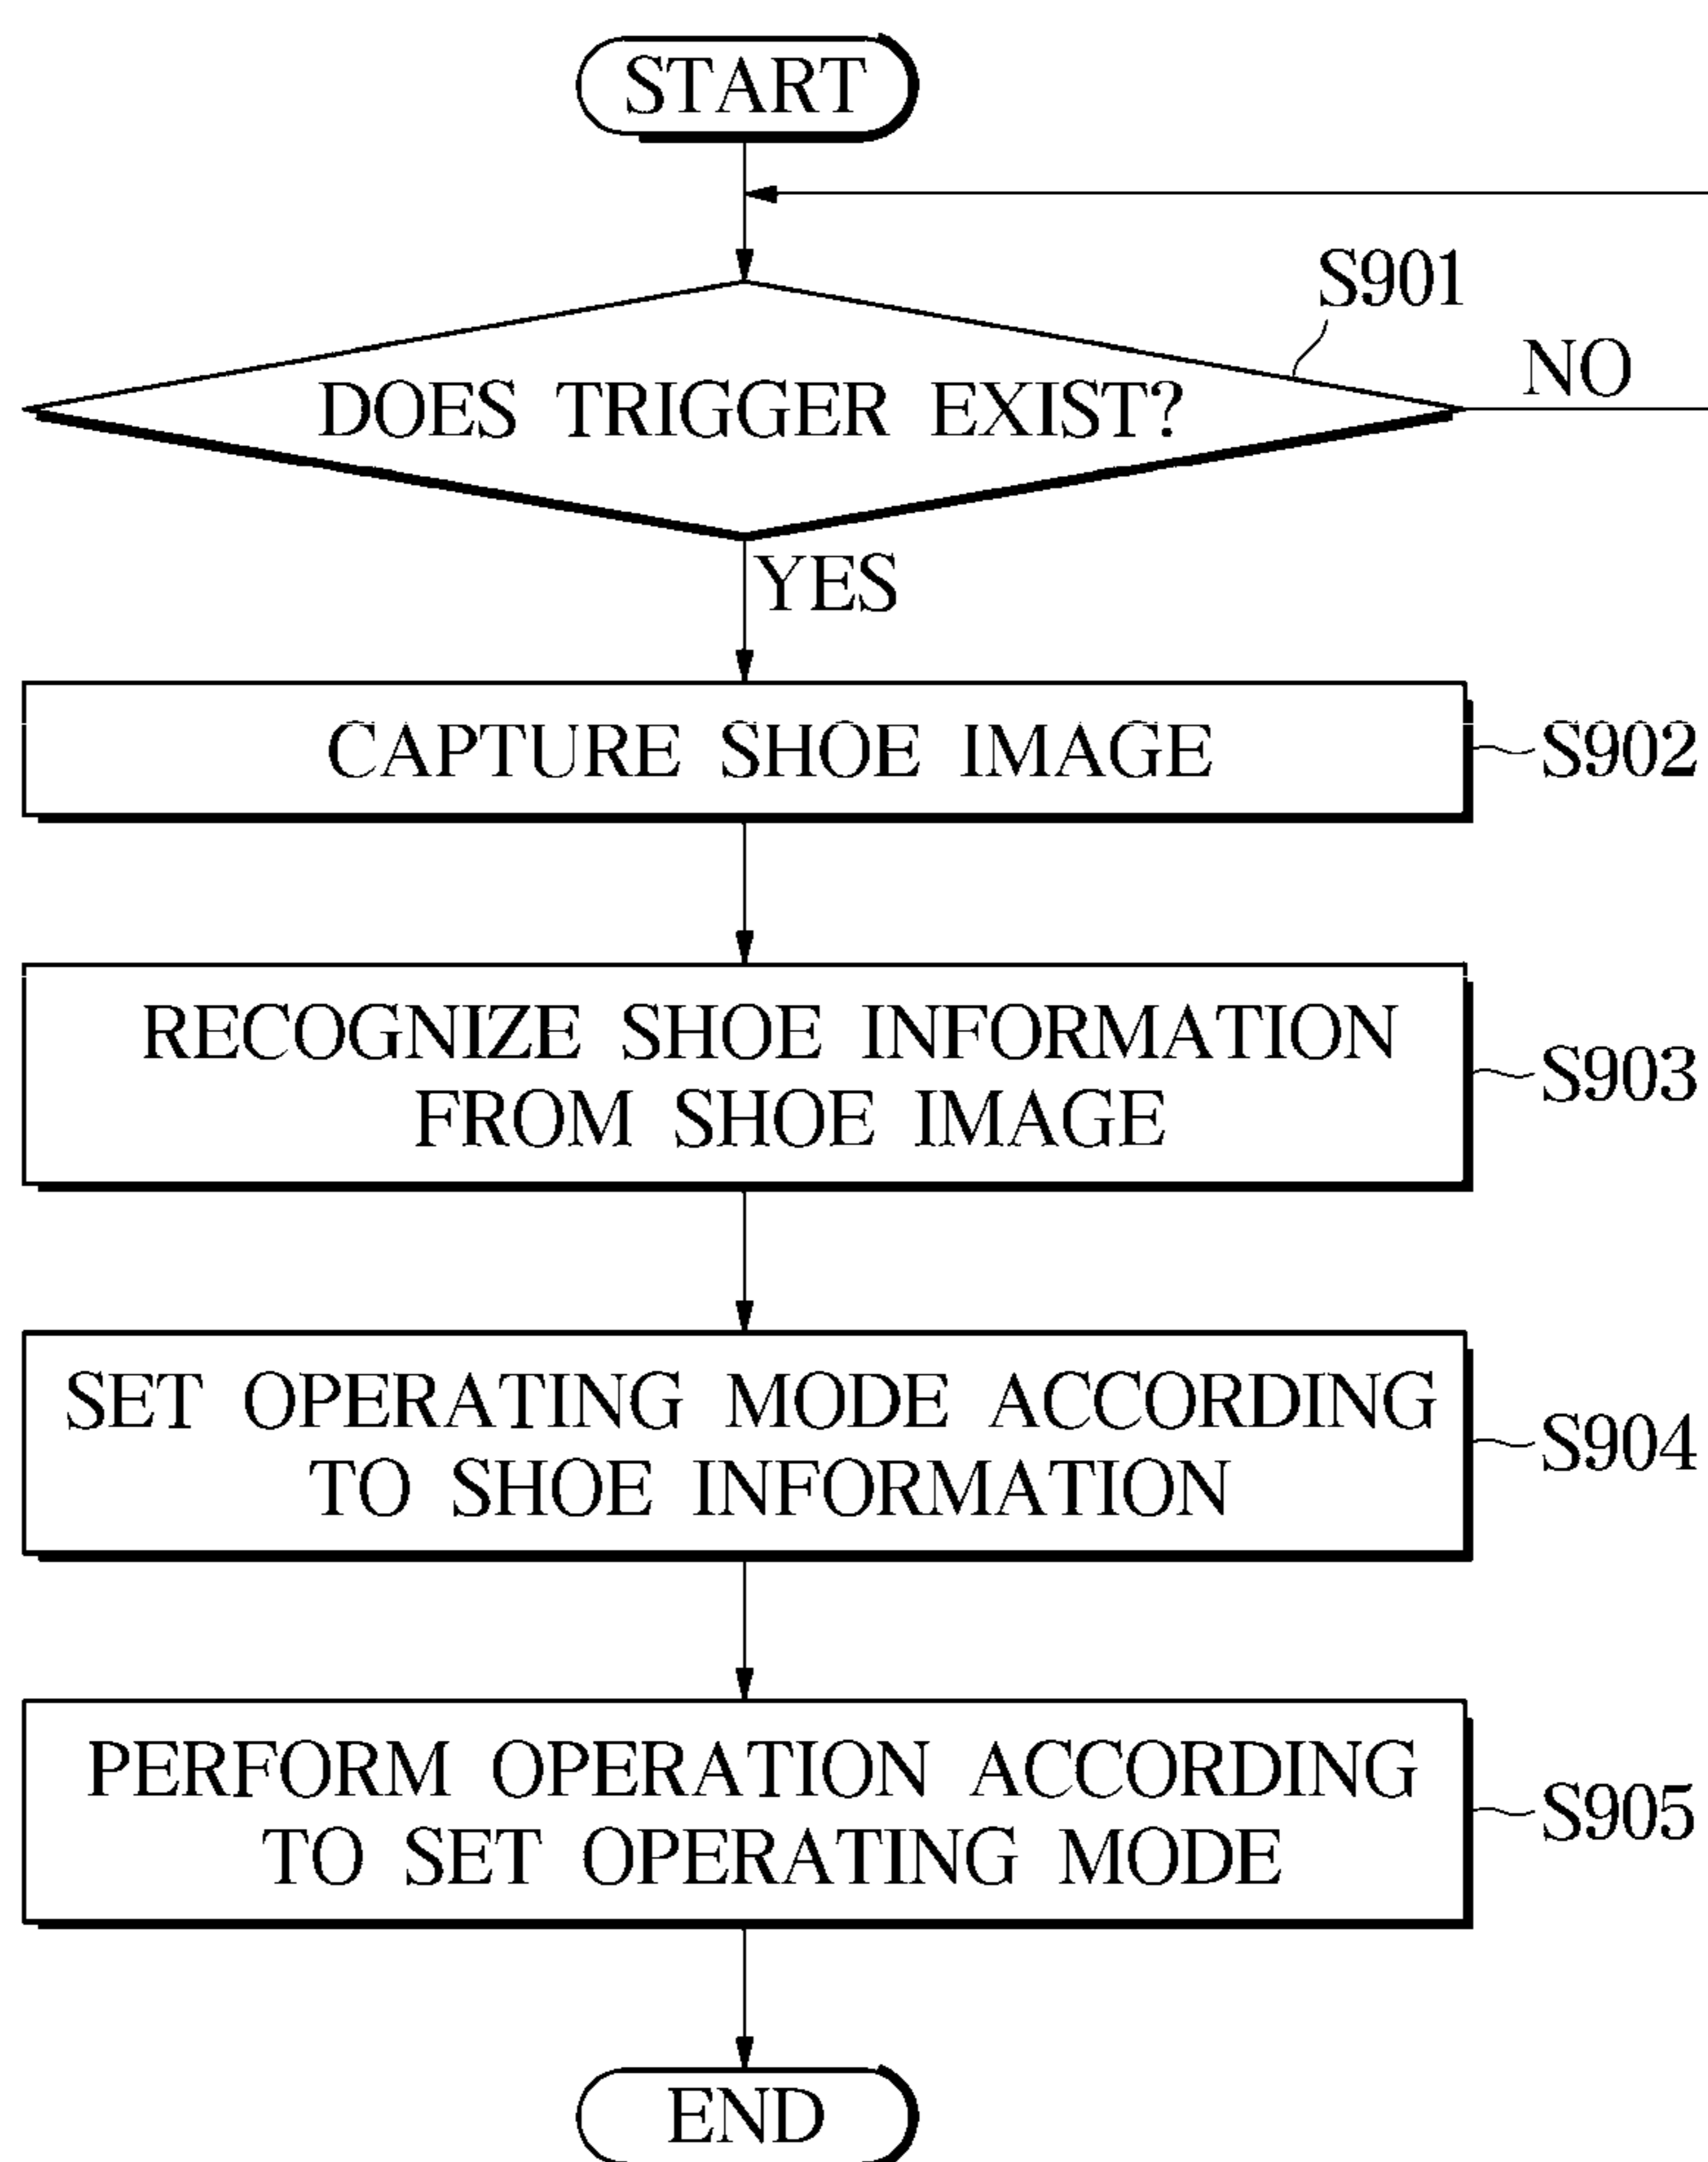 START
S901
DOES TRIGGER EXIST?
NO
YES
CAPTURE SHOE IMAGE
S902
RECOGNIZE SHOE INFORMATION
FROM SHOE IMAGE
S903
SET OPERATING MODE ACCORDING
TO SHOE INFORMATION
S904
PERFORM OPERATION ACCORDING
TO SET OPERATING MODE
S905
END